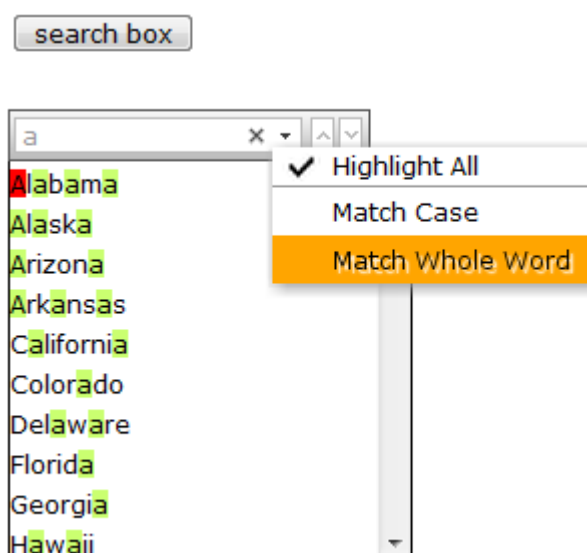 search box
a
Highlight All
Alabama
Match Case
Alaska
Match Whole Word
Arizona
Arkansas
California
Colorado
Delaware
Florida
Georgia
Hawaii